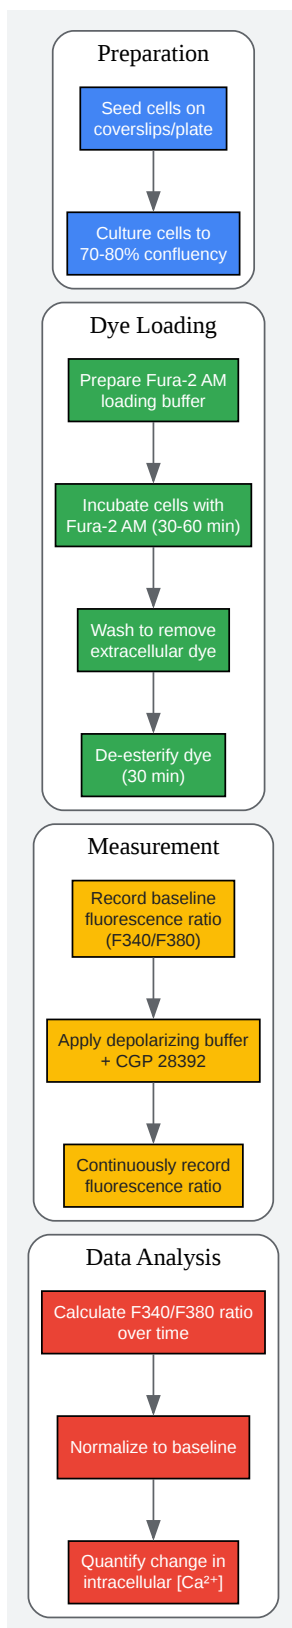 Preparation
Seed cells on
coverslips/plate
Culture cells to
70-80% confluency
Dye Loading
Prepare Fura-2 AM
loading buffer
Incubate cells with
Fura-2 AM (30-60 min)
Wash to remove
extracellular dye
De-esterify dye
(30 min)
Measurement
Record baseline
fluorescence ratio
(F340/F380)
Apply depolarizing buffer
+ CGP 28392
Continuously record
fluorescence ratio
Data Analysis
Calculate F340/F380 ratio
over time
Normalize to baseline
Quantify change in
intracellular [Ca²⁺]